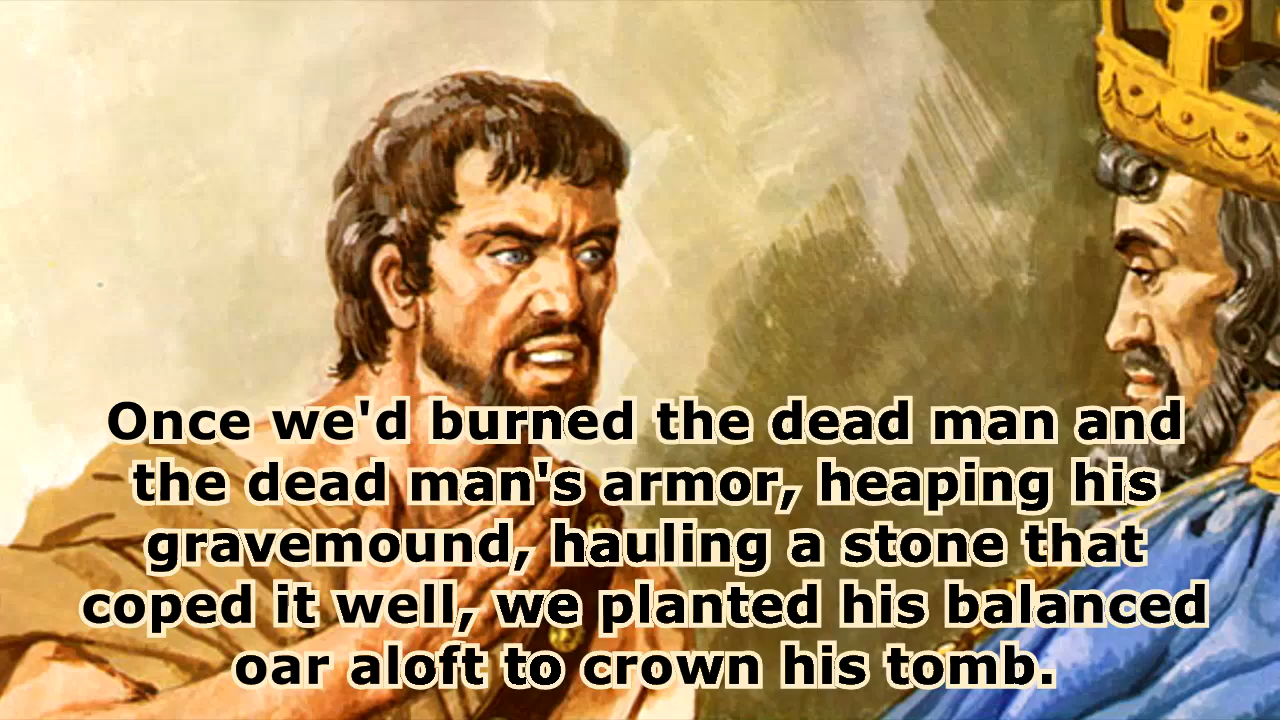 Once we'd burned the dead man and
the dead man's armor, heaping his
gravemound, hauling a stone that
coped it well, we planted his balanced
oar aloft to crown his tomb.